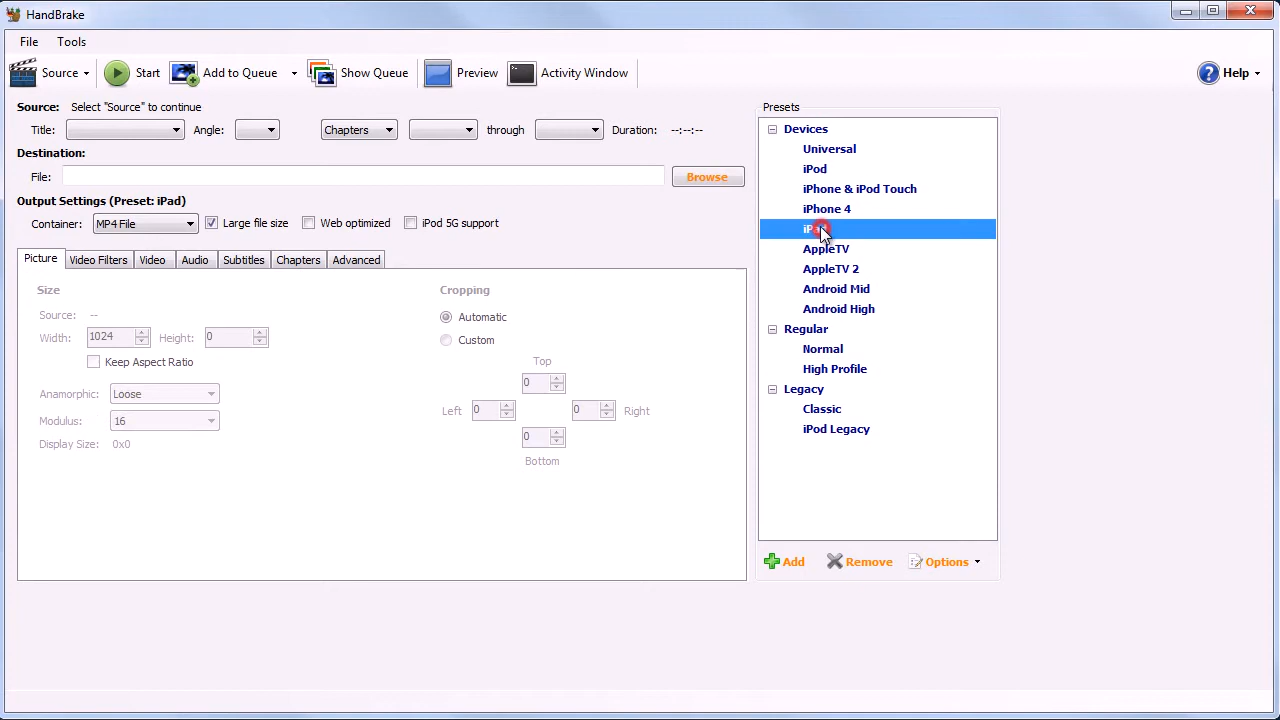 HandBrake
File Tools
Source Start Add to Queue Show Queue Preview Activity Window Help
Source: Select "Source" to continue
Title: Angle: Chapters through Duration: --:--:--
Destination:
File: Browse
Output Settings (Preset: iPad)
Container: MP4 File Large file size Web optimized iPod 5G support
Picture Video Filters Video Audio Subtitles Chapters Advanced
Size
Source: --
Width: 1024 Height: 0
Keep Aspect Ratio
Anamorphic: Loose
Modulus: 16
Display Size: 0x0
Cropping
Automatic
Custom
Top
0
Left 0 0 Right
0
Bottom
Presets
Devices
Universal
iPod
iPhone & iPod Touch
iPhone 4
AppleTV
AppleTV 2
Android Mid
Android High
Regular
Normal
High Profile
Legacy
Classic
iPod Legacy
Add Remove Options